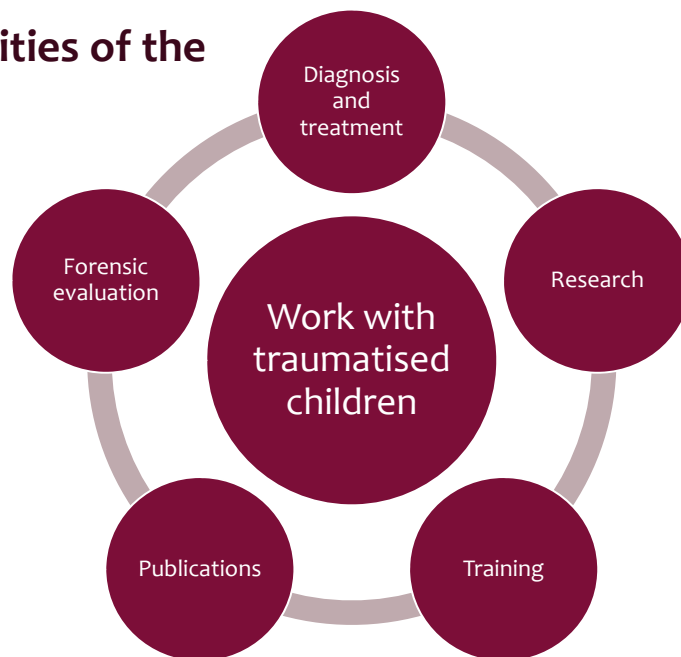 ities of the
Diagnosis
and
treatment
Research
Training
Publications
Forensic
evaluation
Work with
traumatised
children